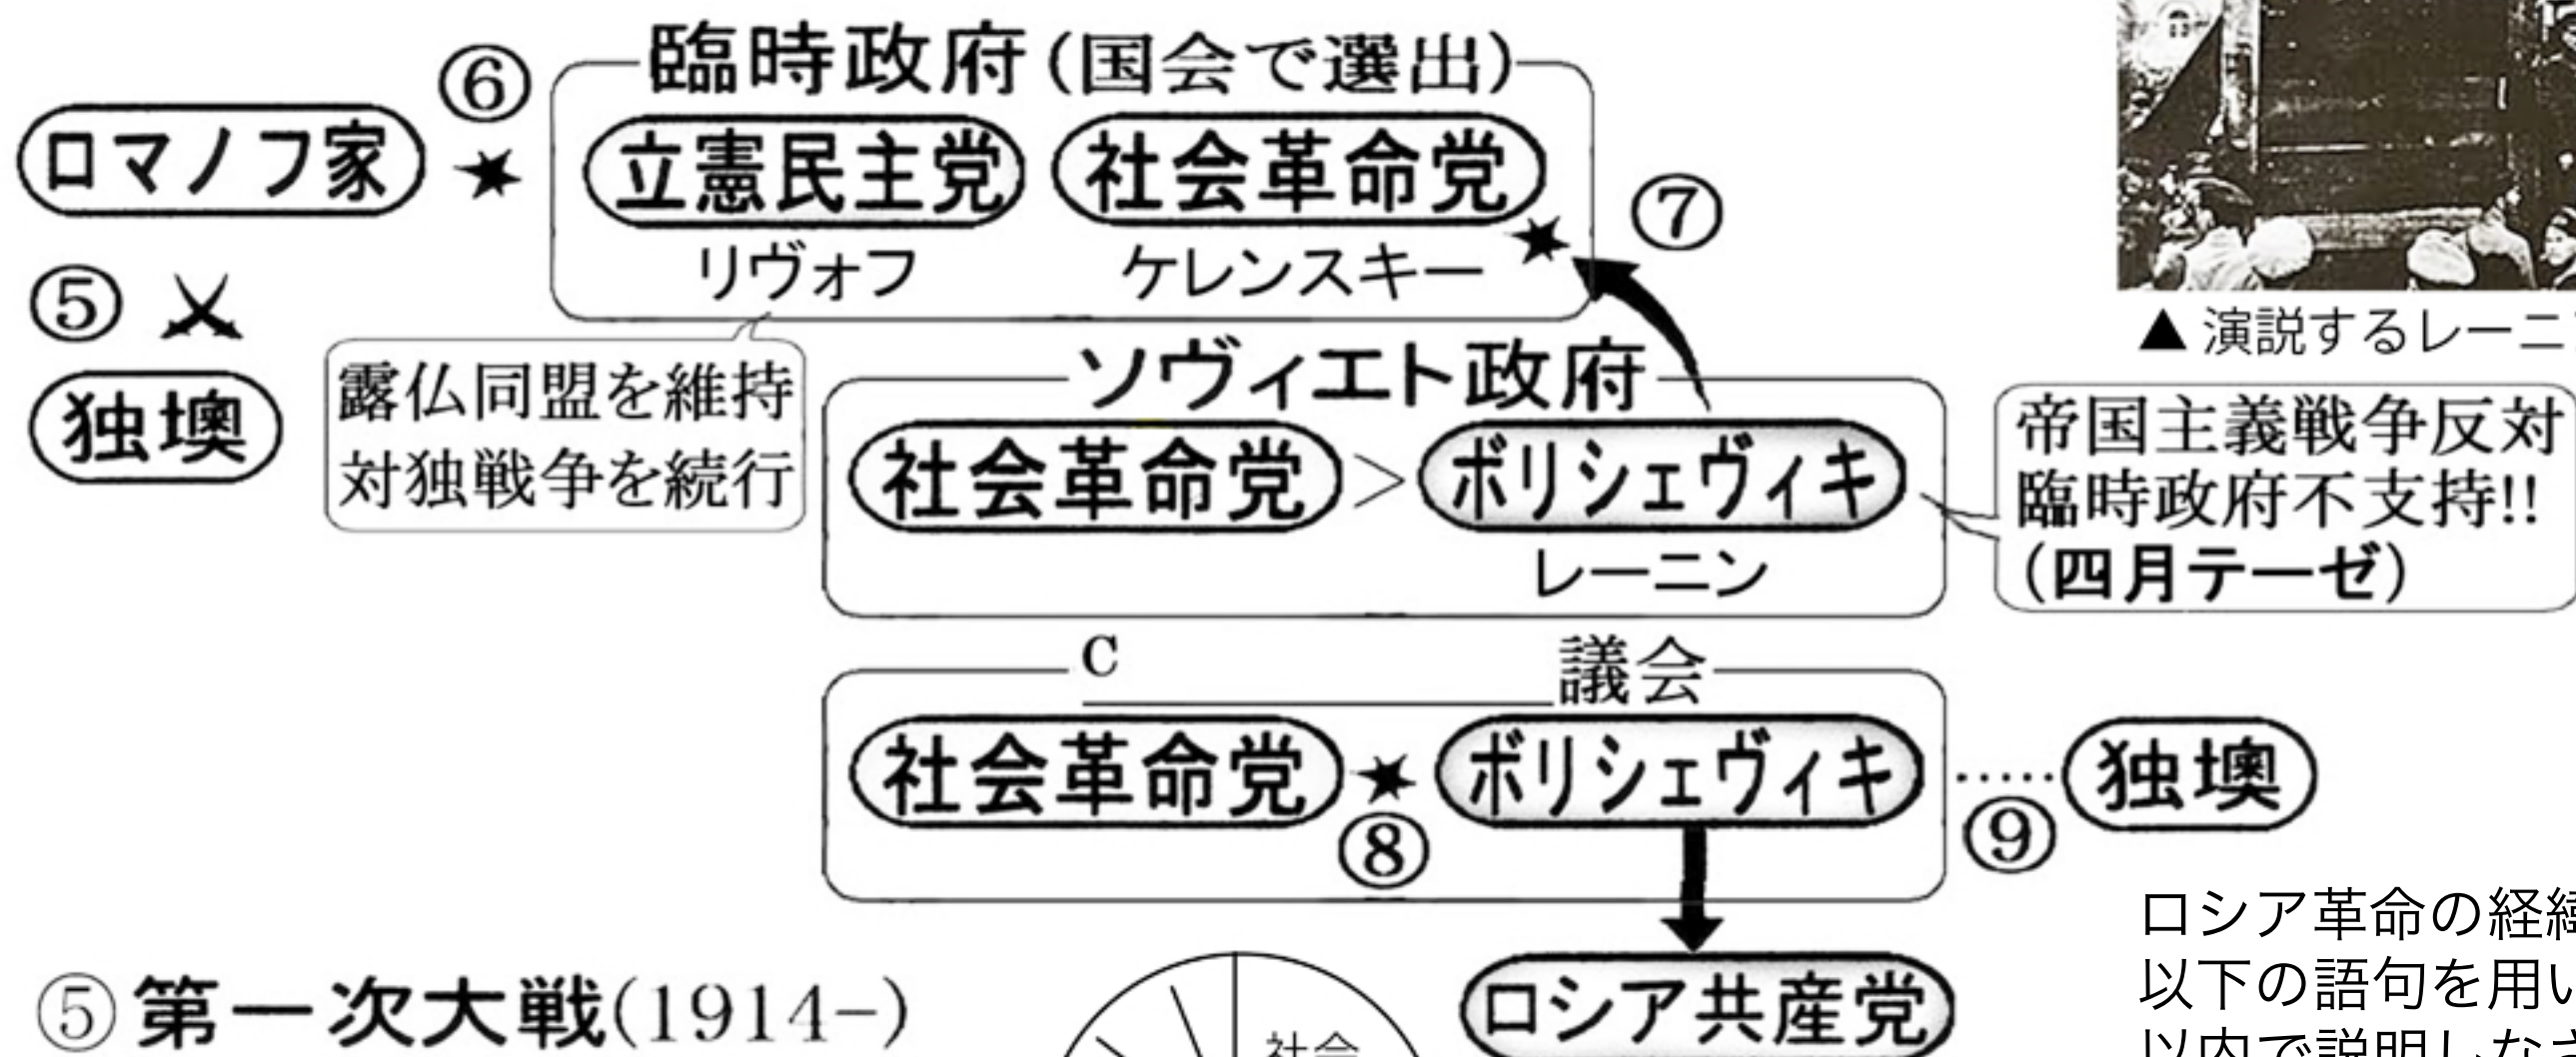 臨時政府(国会で選出)
⑥
ロマノフ家
立憲民主党
社会革命党
⑦
リヴォフ
ケレンスキー
⑤
独墺
露仏同盟を維持
対独戦争を続行
ソヴィエト政府
社会革命党 > ボリシェヴィキ
レーニン
▲ 演説するレーニ
帝国主義戦争反対
臨時政府不支持!!
(四月テーゼ)
c 議会
社会革命党
ボリシェヴィキ
独墺
⑧
⑨
ロシア共産党
⑤ 第一次大戦(1914-)
社会
ロシア革命の経緯
以下の語句を用い
以内で説明しなさ